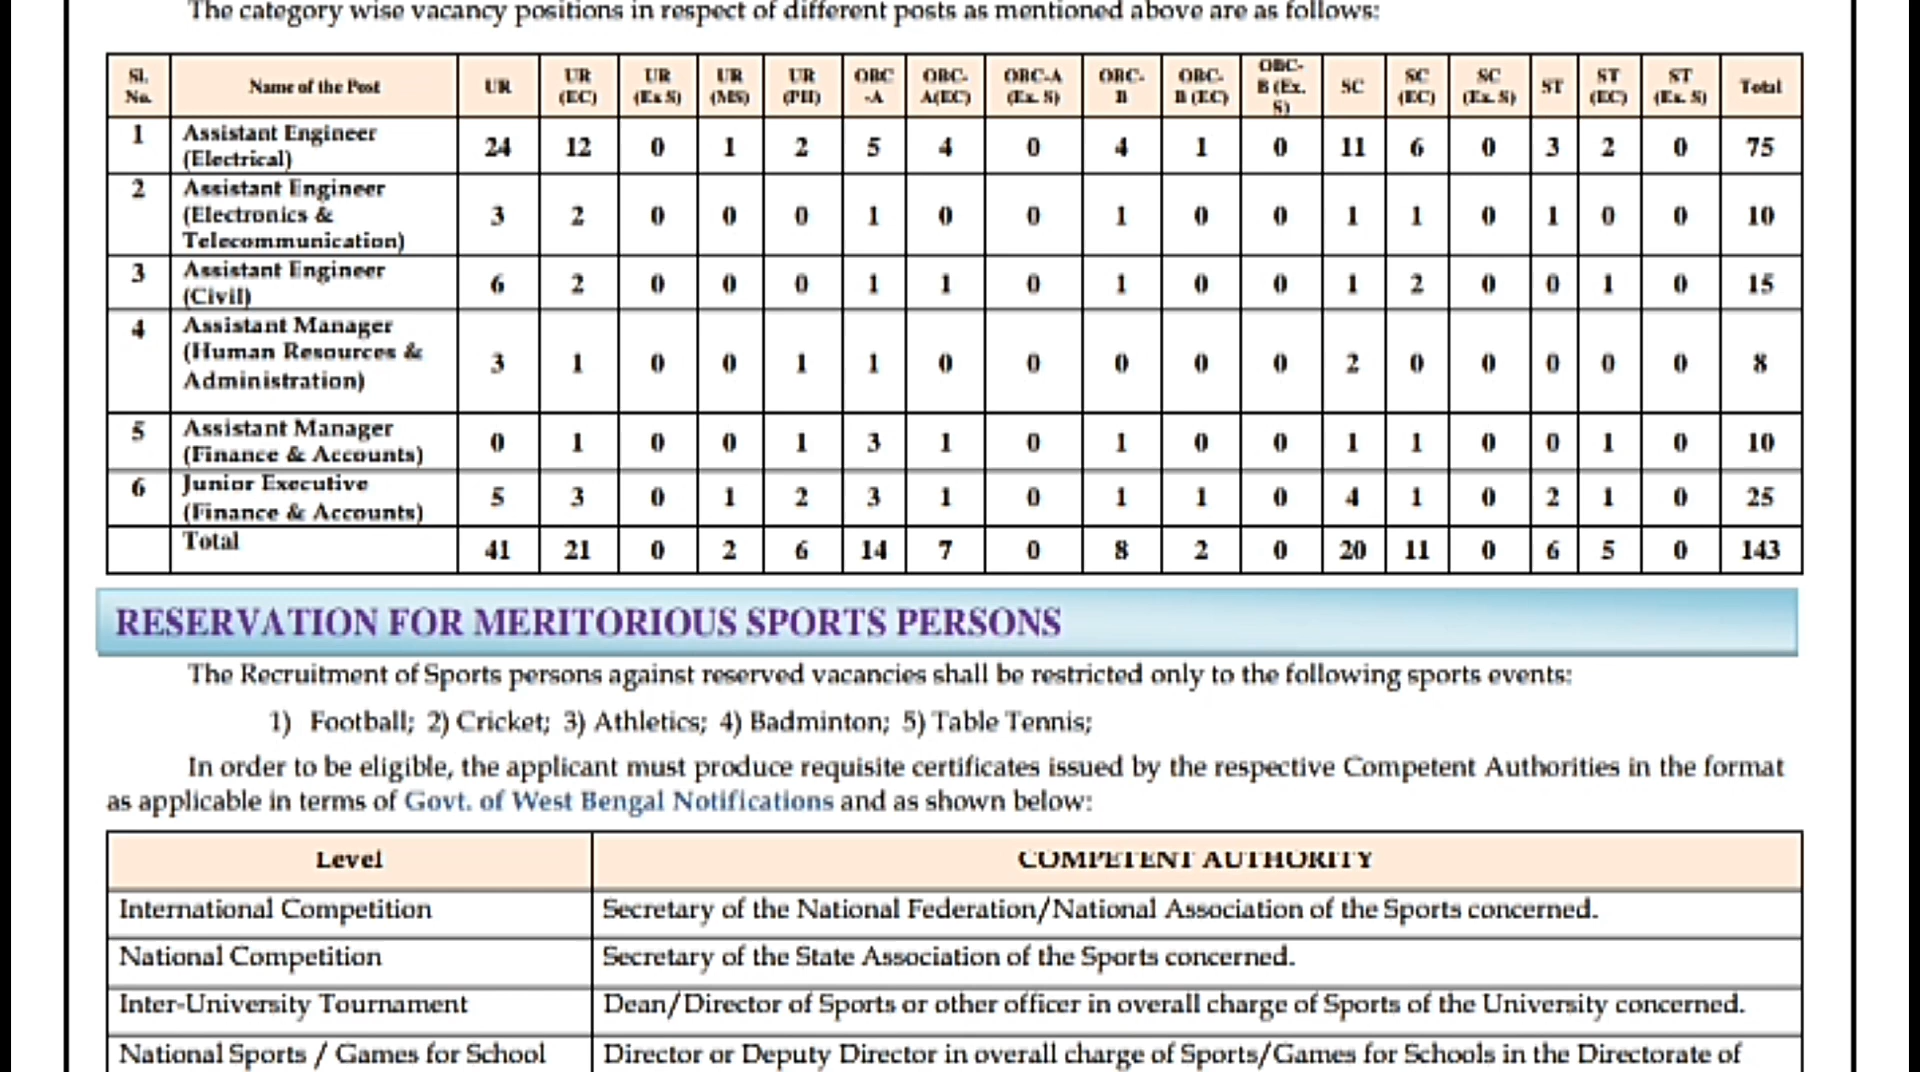 The category wise vacancy positions in respect of different posts as mentioned above are as follows:
Sl. No. Name of the Post UR UR (EC) UR (Ex S) UR (MS) UR (PH) OBC -A OBC- A(EC) OBC-A (Ex. S) OBC- B OBC- B (EC) OBC- B (Ex. S) SC SC (EC) SC (Ex. S) ST ST (EC) ST (Ex. S) Total
1 Assistant Engineer (Electrical) 24 12 0 1 2 5 4 0 4 1 0 11 6 0 3 2 0 75
2 Assistant Engineer (Electronics & Telecommunication) 3 2 0 0 0 1 0 0 1 0 0 1 1 0 1 0 0 10
3 Assistant Engineer (Civil) 6 2 0 0 0 1 1 0 1 0 0 1 2 0 0 1 0 15
4 Assistant Manager (Human Resources & Administration) 3 1 0 0 1 1 0 0 0 0 0 2 0 0 0 0 0 8
5 Assistant Manager (Finance & Accounts) 0 1 0 0 1 3 1 0 1 0 0 1 1 0 0 1 0 10
6 Junior Executive (Finance & Accounts) 5 3 0 1 2 3 1 0 1 1 0 4 1 0 2 1 0 25
Total 41 21 0 2 6 14 7 0 8 2 0 20 11 0 6 5 0 143
RESERVATION FOR MERITORIOUS SPORTS PERSONS
The Recruitment of Sports persons against reserved vacancies shall be restricted only to the following sports events:
1) Football; 2) Cricket; 3) Athletics; 4) Badminton; 5) Table Tennis;
In order to be eligible, the applicant must produce requisite certificates issued by the respective Competent Authorities in the format
as applicable in terms of Govt. of West Bengal Notifications and as shown below:
Level COMPETENT AUTHORITY
International Competition Secretary of the National Federation/National Association of the Sports concerned.
National Competition Secretary of the State Association of the Sports concerned.
Inter-University Tournament Dean/Director of Sports or other officer in overall charge of Sports of the University concerned.
National Sports / Games for School Director or Deputy Director in overall charge of Sports/Games for Schools in the Directorate of